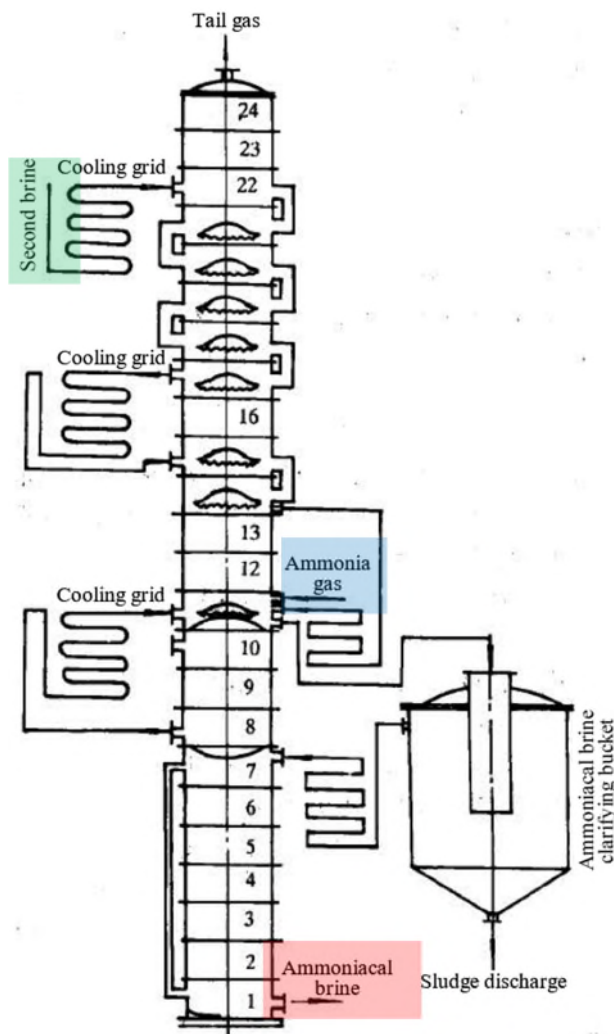 Tail gas
24
23
Cooling grid
22
Second brine
Cooling grid
16
13
Ammonia
gas
12
Cooling grid
10
9
8
7
6
5
4
3
2
1
Ammoniacal brine
clarifying bucket
Ammoniacal
brine
Sludge discharge